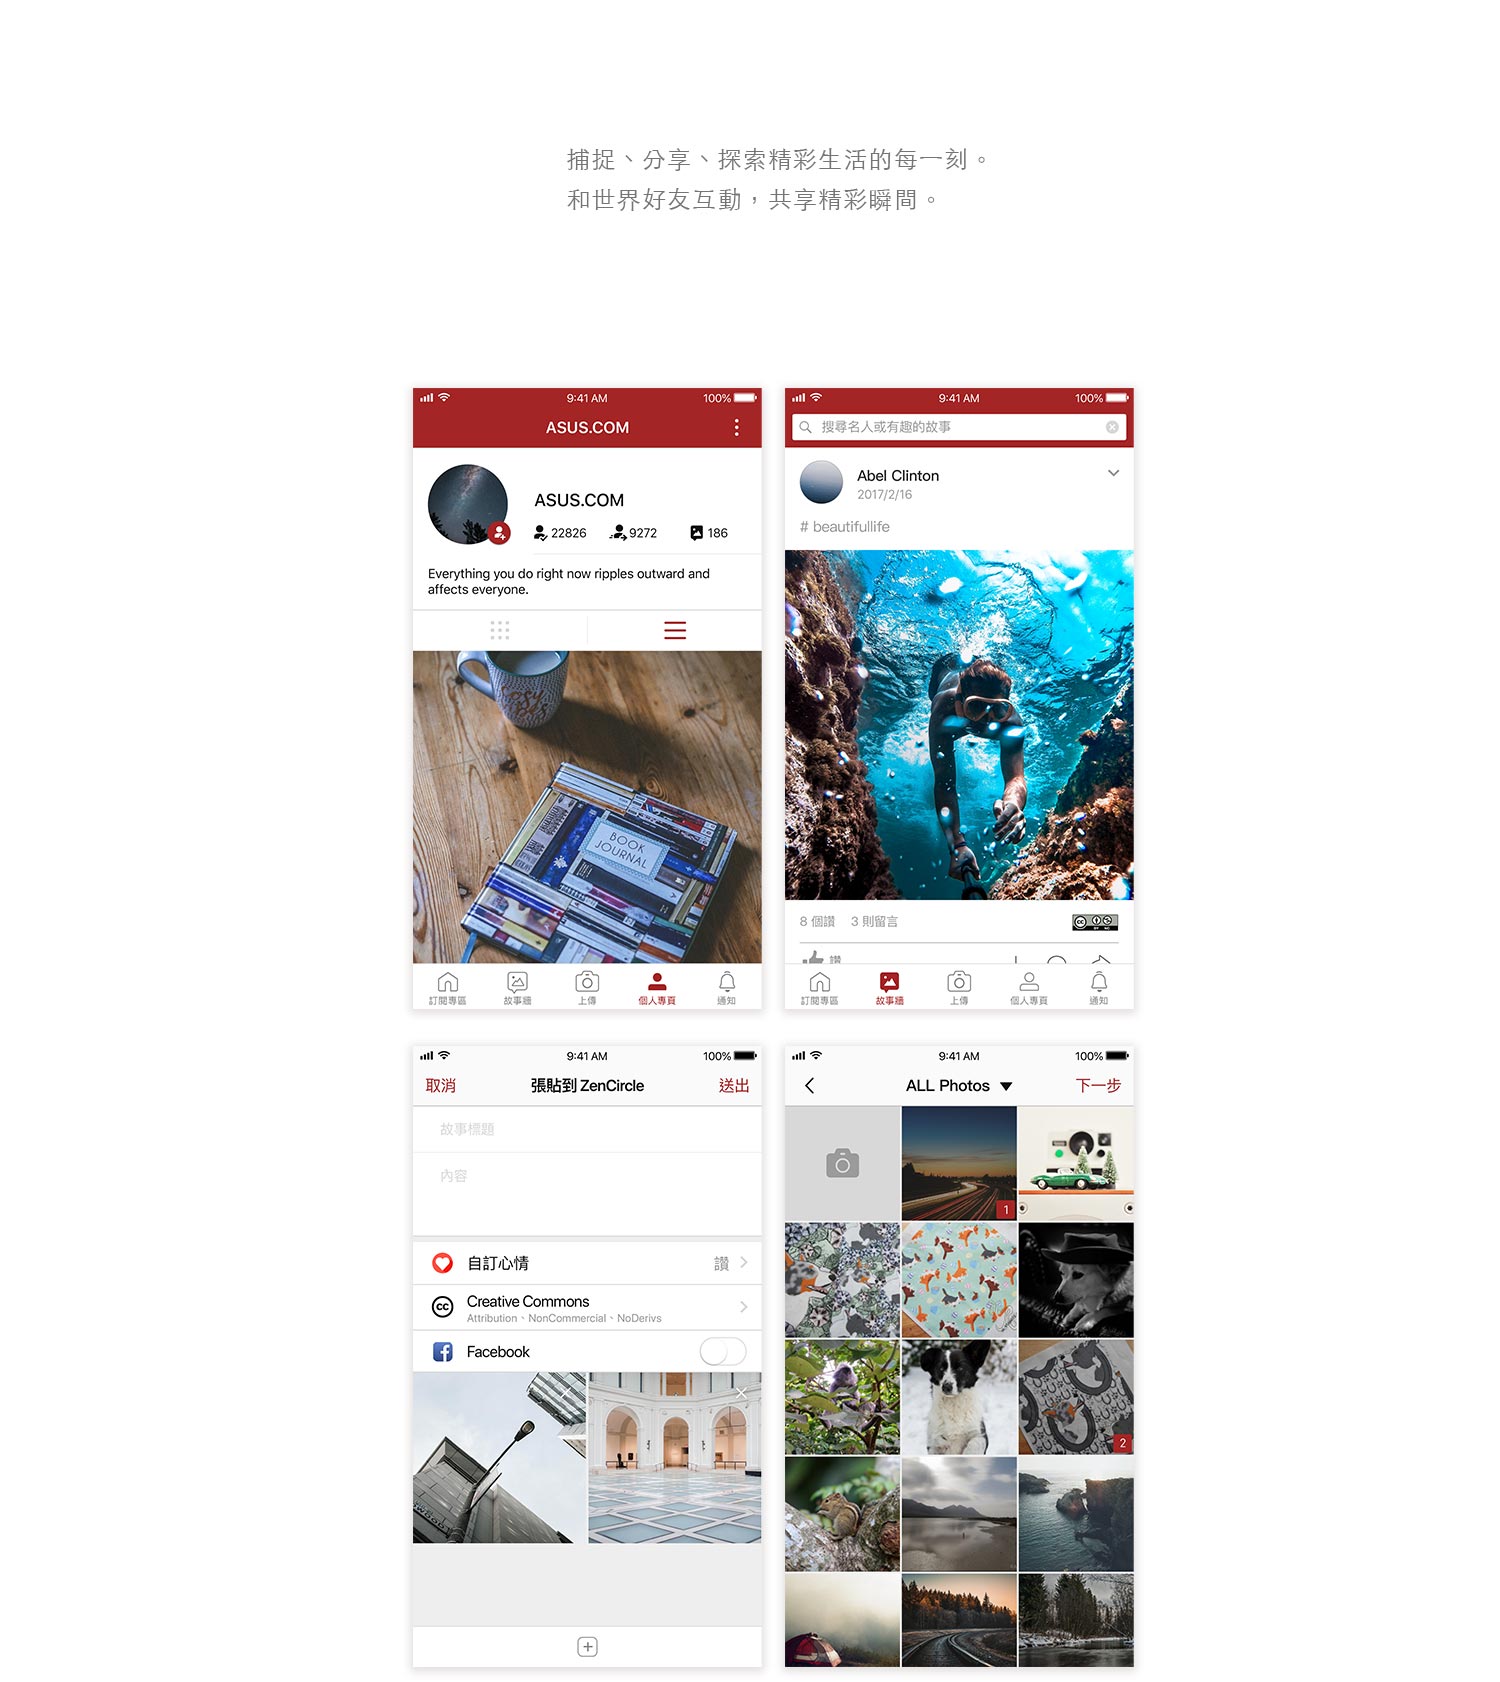 捕捉、分享、探索精彩生活的每一刻。
和世界好友互動，共享精彩瞬間。
9:41 AM
100%
ASUS.COM
ASUS.COM
22826
9272
186
Everything you do right now ripples outward and
affects everyone.
COSY
BOOK
JOURNAL
訂閱專區
故事牆
上傳
個人專頁
通知
9:41 AM
100%
搜尋名人或有趣的故事
Abel Clinton
2017/2/16
# beautifullife
8 個讚
3 則留言
cc
BY NC
讚
訂閱專區
故事牆
上傳
個人專頁
通知
9:41 AM
100%
取消
張貼到 ZenCircle
送出
故事標題
內容
自訂心情
讚
cc
Creative Commons
Attribution、NonCommercial、NoDerivs
f
Facebook
9:41 AM
100%
ALL Photos
下一步
1
2